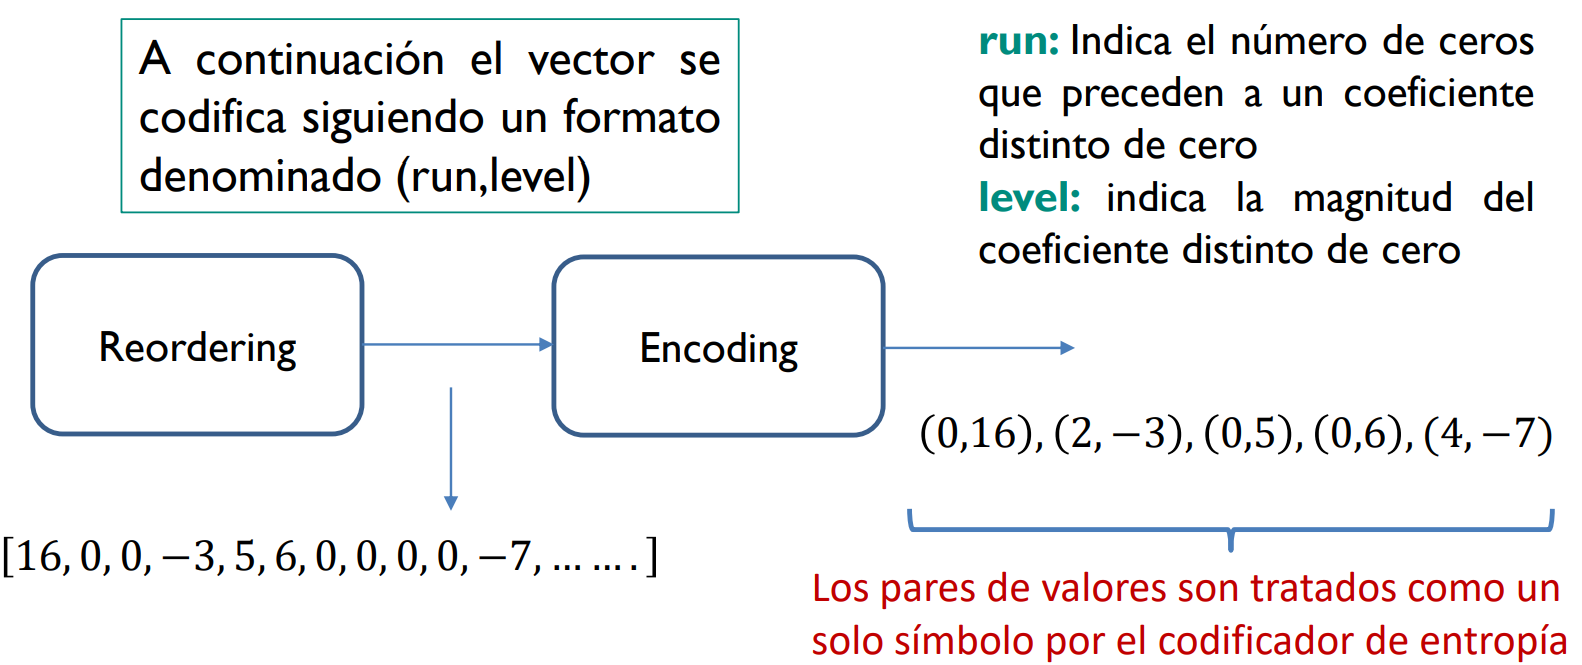 A continuación el vector se
codifica siguiendo un formato
denominado (run,level)
run: Indica el número de ceros
que preceden a un coeficiente
distinto de cero
level: indica la magnitud del
coeficiente distinto de cero
Reordering
Encoding
(0,16), (2, −3), (0,5), (0,6), (4, −7)
[16, 0, 0, −3, 5, 6, 0, 0, 0, 0, −7, … … . ]
Los pares de valores son tratados como un
solo símbolo por el codificador de entropía